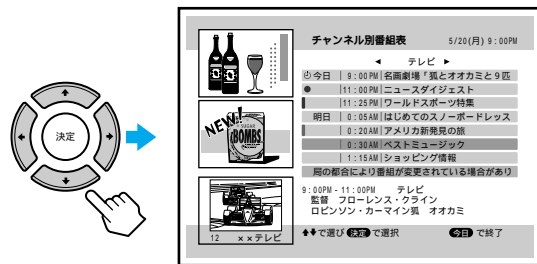 決定
NEW!
SUGAR
BOMBS
12 ××テレビ
チャンネル別番組表 5/20(月) 9:00PM
◄ テレビ ►
今日 9:00PM 名画劇場「狐とオオカミと9匹
11:00PM ニュースダイジェスト
11:25PM ワールドスポーツ特集
明日 0:05AM はじめてのスノーボードレッス
0:20AM アメリカ新発見の旅
0:30AM ベストミュージック
1:15AM ショッピング情報
局の都合により番組が変更されている場合があり
9:00PM-11:00PM テレビ
監督 フローレンス・クライン
ロビンソン・カーマイン狐 オオカミ
♠♦で選び 決定 で選択 今日 で終了